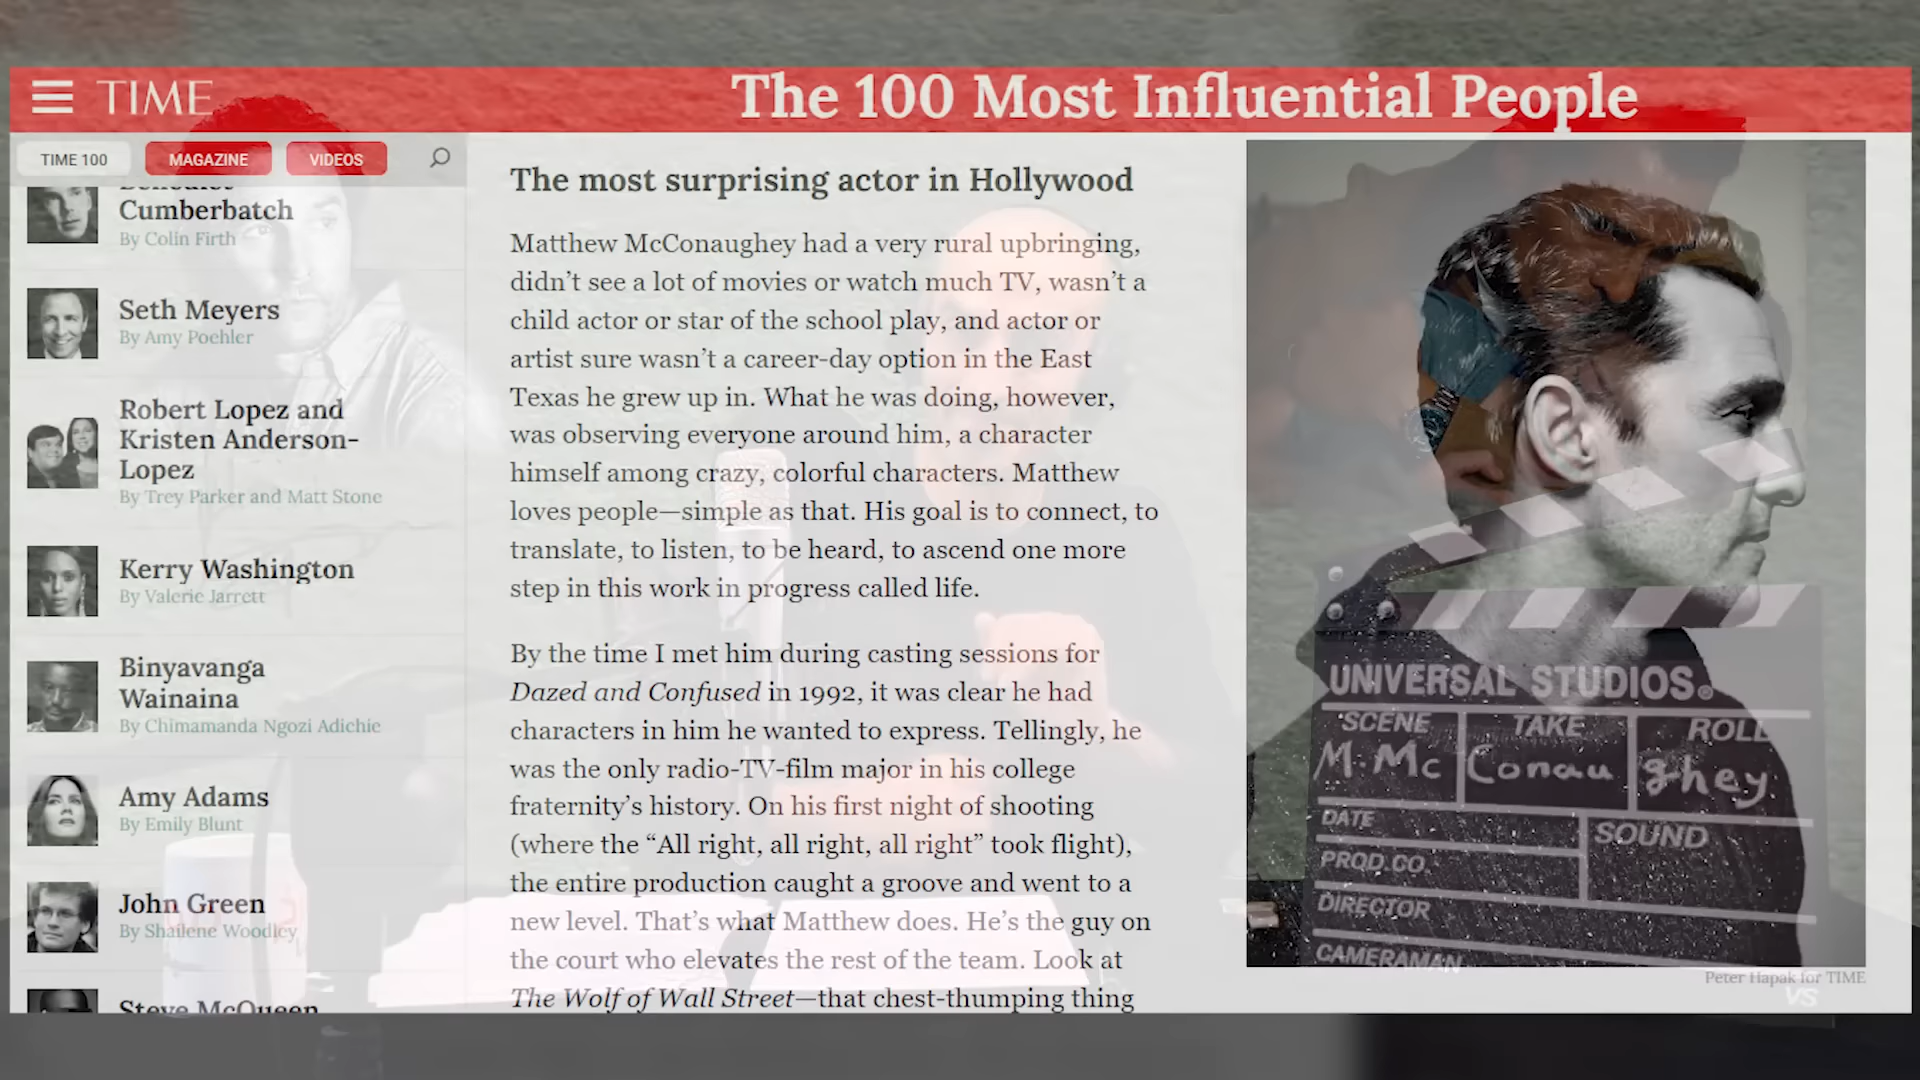 TIME
The 100 Most Influential People
TIME 100
MAGAZINE
VIDEOS
Benedict
Cumberbatch
By Colin Firth
Seth Meyers
By Amy Poehler
Robert Lopez and
Kristen Anderson-
Lopez
By Trey Parker and Matt Stone
Kerry Washington
By Valerie Jarrett
Binyavanga
Wainaina
By Chimamanda Ngozi Adichie
Amy Adams
By Emily Blunt
John Green
By Shailene Woodley
Steve McQueen
The most surprising actor in Hollywood
Matthew McConaughey had a very rural upbringing,
didn’t see a lot of movies or watch much TV, wasn’t a
child actor or star of the school play, and actor or
artist sure wasn’t a career-day option in the East
Texas he grew up in. What he was doing, however,
was observing everyone around him, a character
himself among crazy, colorful characters. Matthew
loves people—simple as that. His goal is to connect, to
translate, to listen, to be heard, to ascend one more
step in this work in progress called life.
By the time I met him during casting sessions for
Dazed and Confused in 1992, it was clear he had
characters in him he wanted to express. Tellingly, he
was the only radio-TV-film major in his college
fraternity’s history. On his first night of shooting
(where the “All right, all right, all right” took flight),
the entire production caught a groove and went to a
new level. That’s what Matthew does. He’s the guy on
the court who elevates the rest of the team. Look at
The Wolf of Wall Street—that chest-thumping thing
UNIVERSAL STUDIOS®
SCENE TAKE ROLL
M.Mc Conau ghey.
DATE
SOUND
PROD.CO.
DIRECTOR
CAMERAMAN
Peter Hapak for TIME
VS